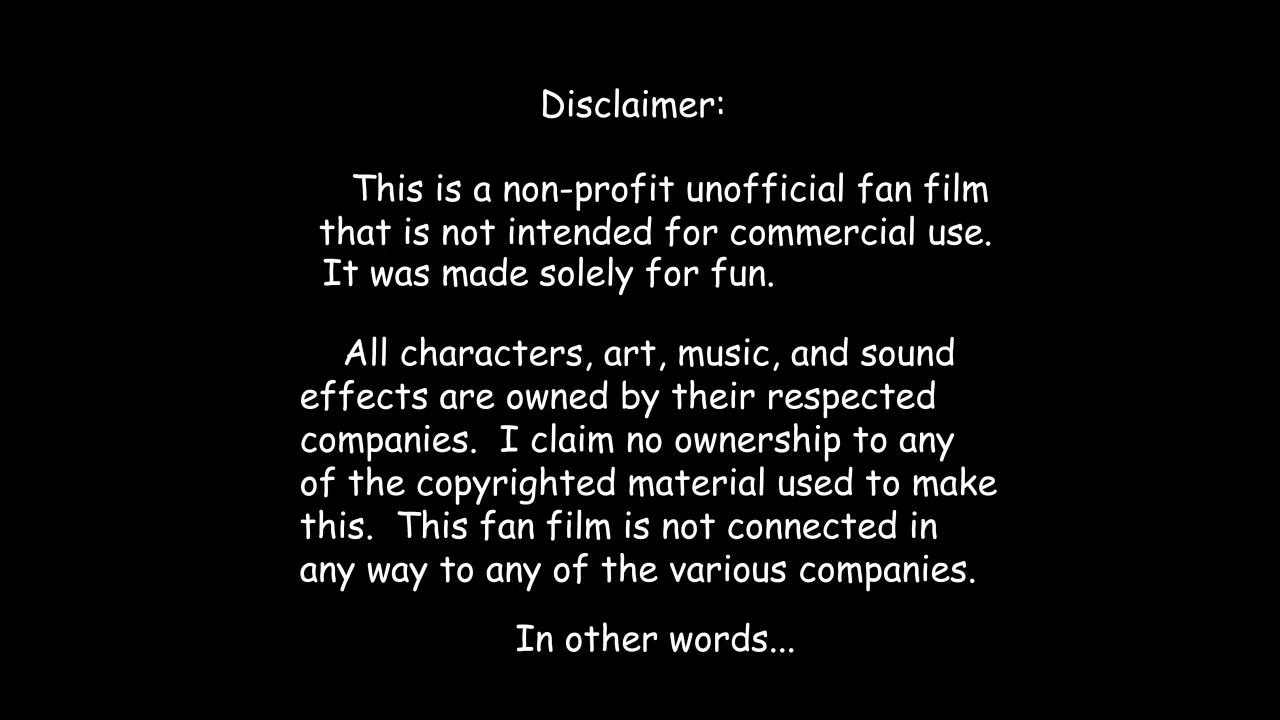 Disclaimer:
This is a non-profit unofficial fan film
that is not intended for commercial use.
It was made solely for fun.
All characters, art, music, and sound
effects are owned by their respected
companies.  I claim no ownership to any
of the copyrighted material used to make
this.  This fan film is not connected in
any way to any of the various companies.
In other words...